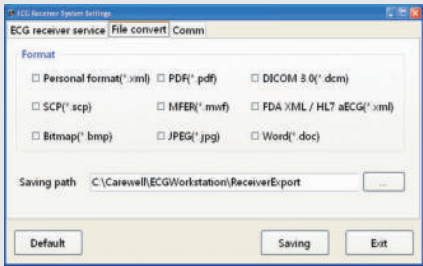 ECG Receiver System Settings
ECG receiver service File convert Comm
Format
Personal format(*.xml) PDF(*.pdf) DICOM 3.0(*.dcm)
SCP(*.scp) MFER(*.mwf) FDA XML / HL7 aECG(*.xml)
Bitmap(*.bmp) JPEG(*.jpg) Word(*.doc)
Saving path C:\Carewell\ECGWorkstation\ReceiverExport ...
Default Saving Exit